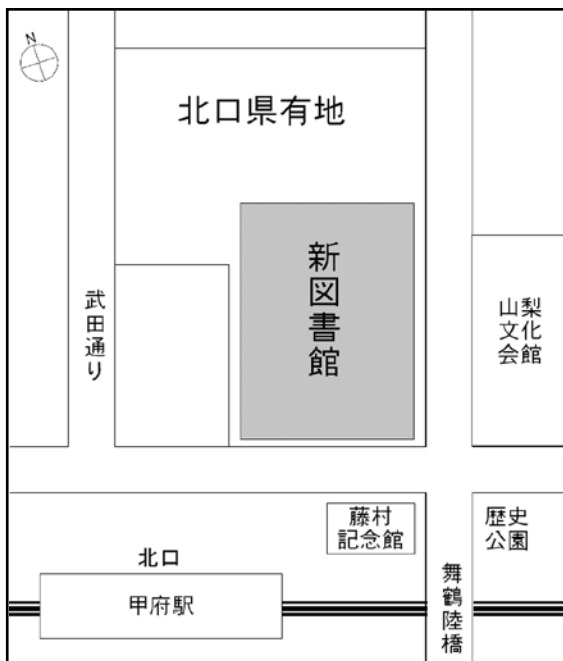 N
北口県有地
新図書館
武田通り
山梨
文化
会館
藤村
記念館
歴史
公園
北口
甲府駅
舞鶴陸橋